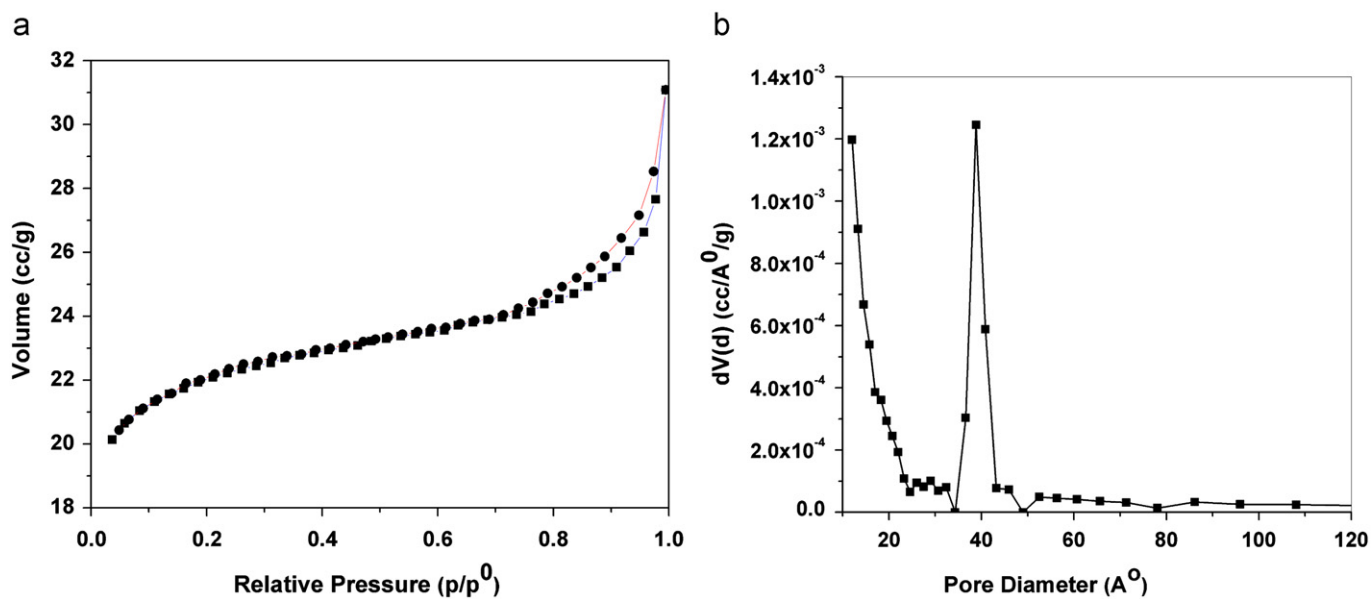 a
32
30
28
26
24
22
20
18
Volume (cc/g)
0.0 0.2 0.4 0.6 0.8 1.0
Relative Pressure (p/p⁰)
b
1.4x10⁻³
1.2x10⁻³
1.0x10⁻³
8.0x10⁻⁴
6.0x10⁻⁴
4.0x10⁻⁴
2.0x10⁻⁴
0.0
dV(d) (cc/A⁰/g)
20 40 60 80 100 120
Pore Diameter (A⁰)